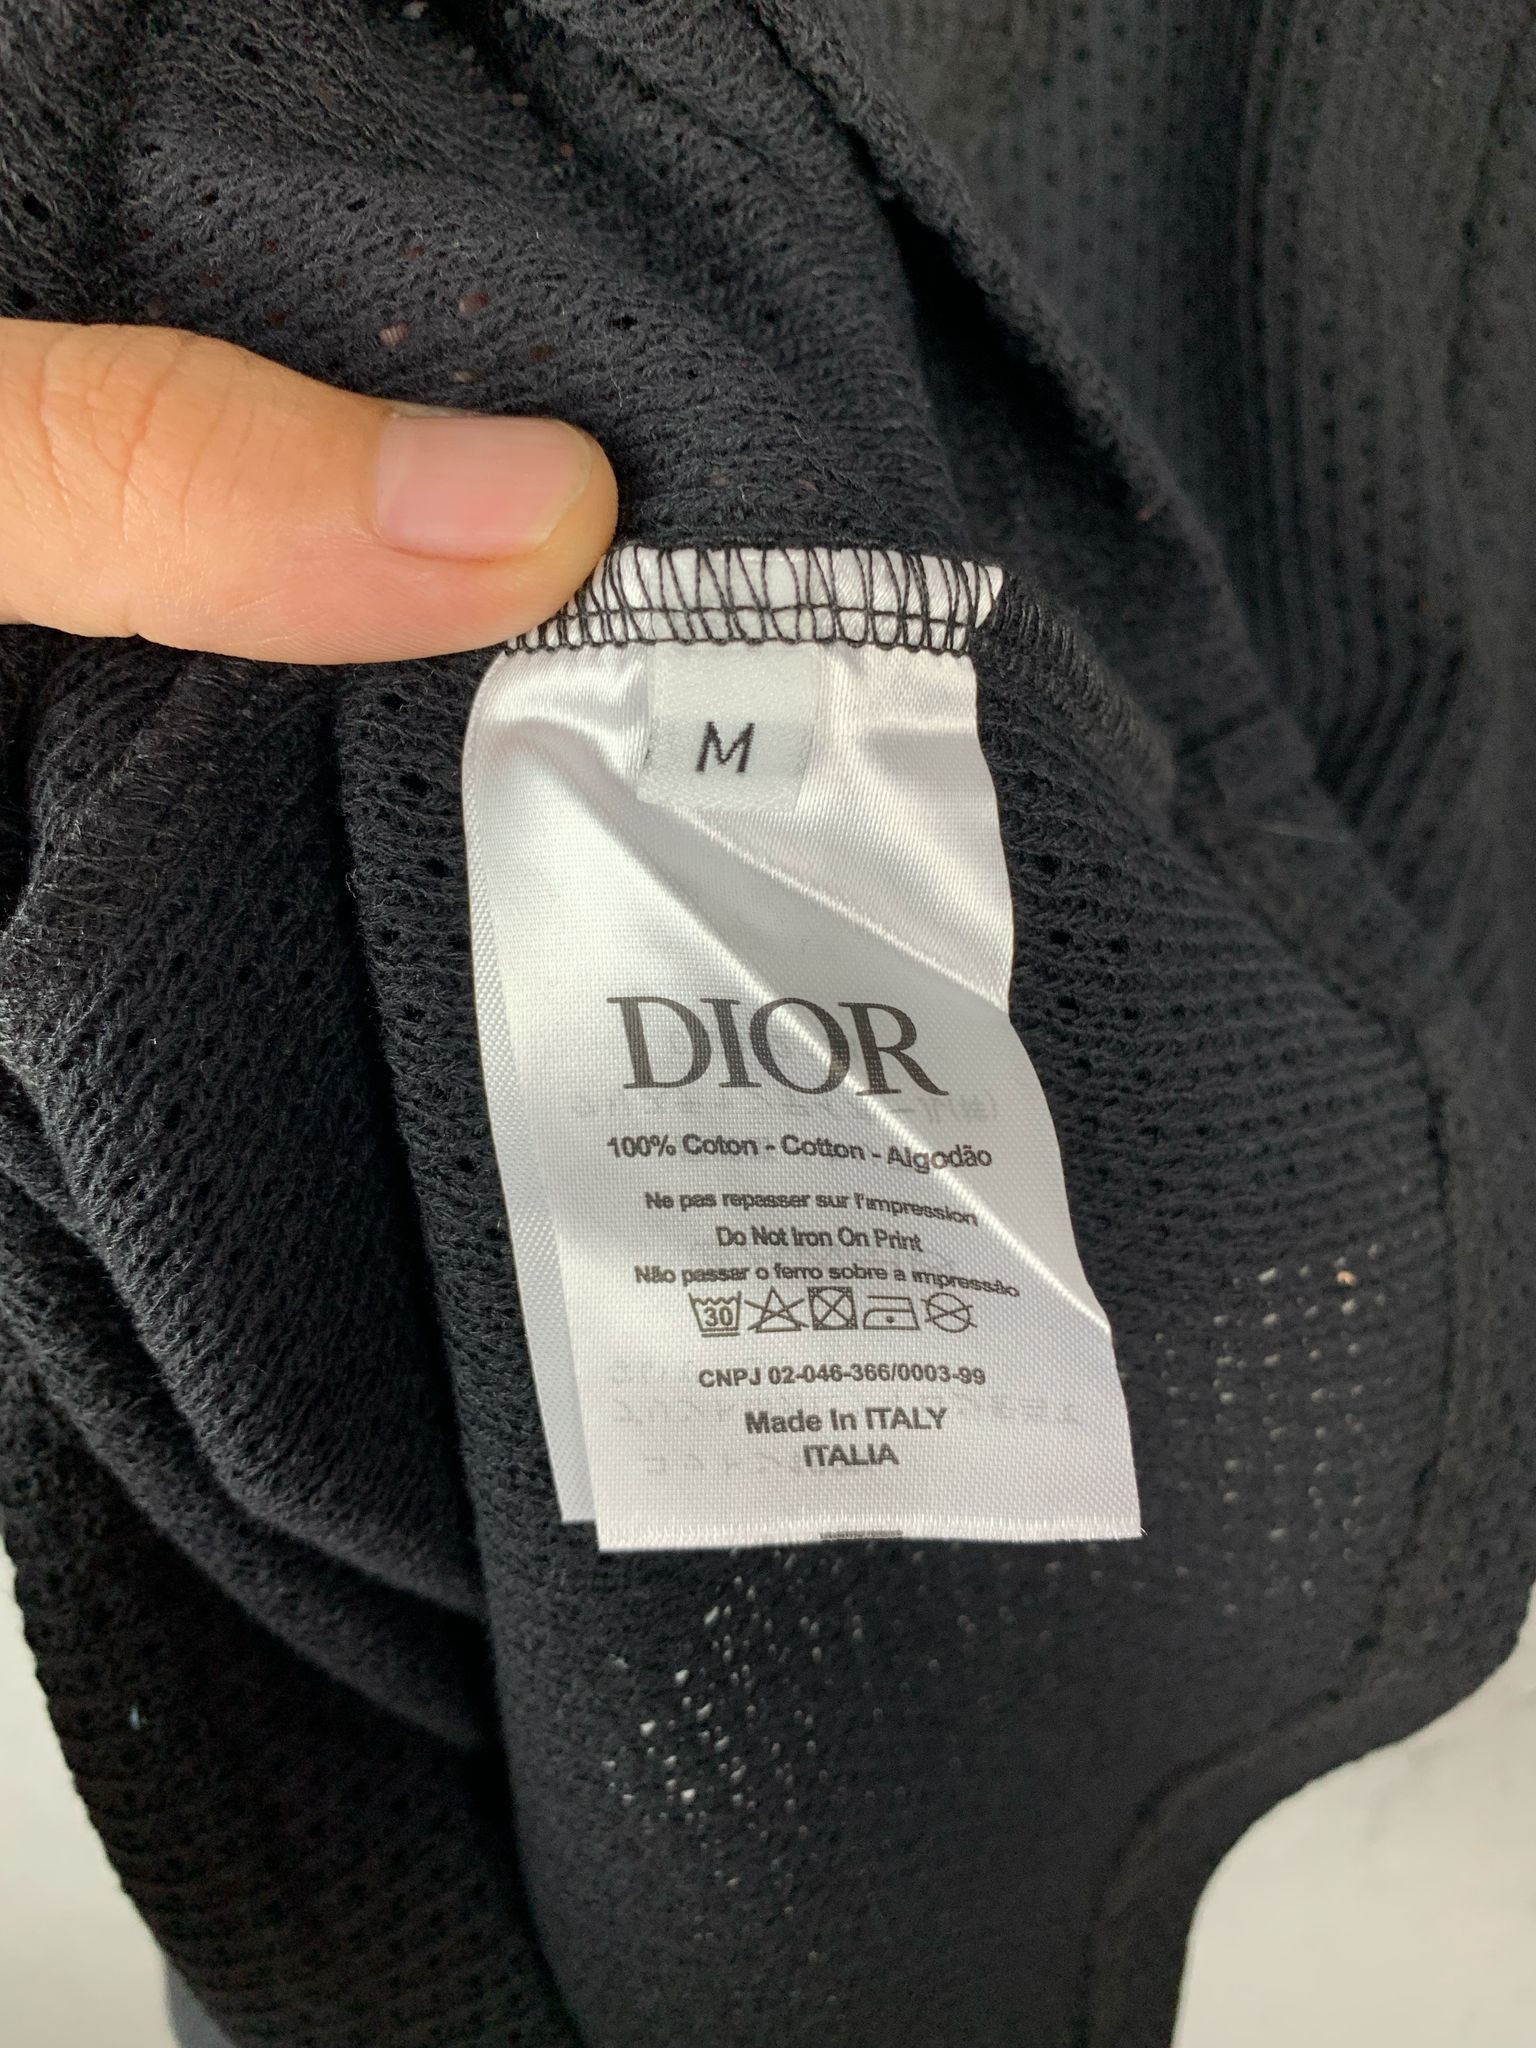 M
DIOR
100% Coton - Cotton - Algodão
Ne pas repasser sur l'impression
Do Not Iron On Print
Não passar o ferro sobre a impressão
30
CNPJ 02-046-366/0003-99
Made In ITALY
ITALIA